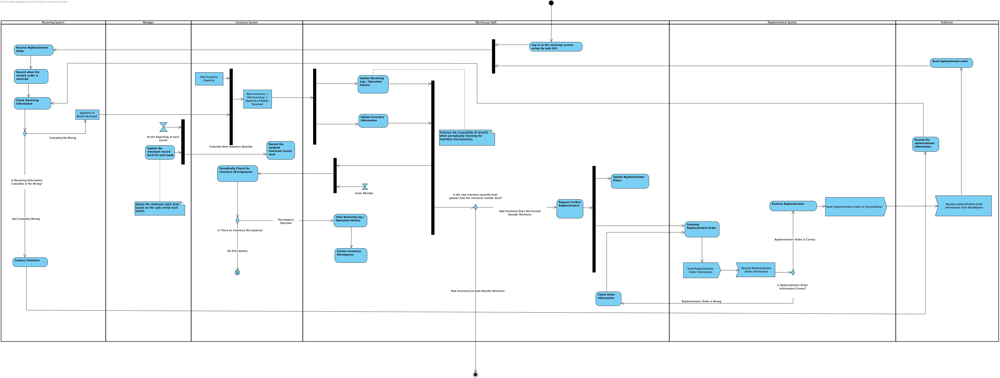 Visual Paradigm Standard(ernest(Xi'an Jiaotong-Liverpool University))
Receiving System
Manager
Inventory System
Warehouse Staff
Replenishment System
Publisher
Log in to the receiving system
using the web GUI.
Receive Replenishment
Order
Send replenishment order
Record when the
restock order is
received.
Old Inventory
Quantity
Update Receiving
Log / Operation
History
New Inventory =
Old Inventory +
Quantity of Books
Received
Check Receiving
Information
Quantity of
Books Received
Update Inventory
Information
Complete/No Wrong
At the beginning of each
month
Enhance the traceability of records
when periodically checking for
inventory discrepancies.
Calculate New Inventory Quantity
Update the
minimum record
level for each book
Record the
updated
minimum record
level
Resend the
replenishment
information.
Periodically Check for
Inventory Discrepancies
Is Receiving Information
Complete or No Wrong?
Update Replenishment
Status
Every Monday
Is the new inventory quantity level
greater than the minimum reorder level?
Adjust the minimum stock level
based on the sales trend each
month.
Request Further
Replenishment
New Inventory Does Not Exceed
Reorder Minimum
Perform Replenishment
Send replenishment orders to the publisher
Receive replenishment order
information from BookMaster
Not Complete/Wrong
Discrepancy
Detected
View Receiving Log /
Operation History
Is There an Inventory Discrepancy?
Generate
Replenishment Order
Replenishment Order is Correct
No Discrepancy
Correct Inventory
Discrepancy
Connect Publisher
Send Replenishment
Order Information
Receive Replenishment
Order Information
Is Replenishment Order
Information Correct?
New Inventory Exceeds Reorder Minimum
Check Order
Information
Replenishment Order is Wrong